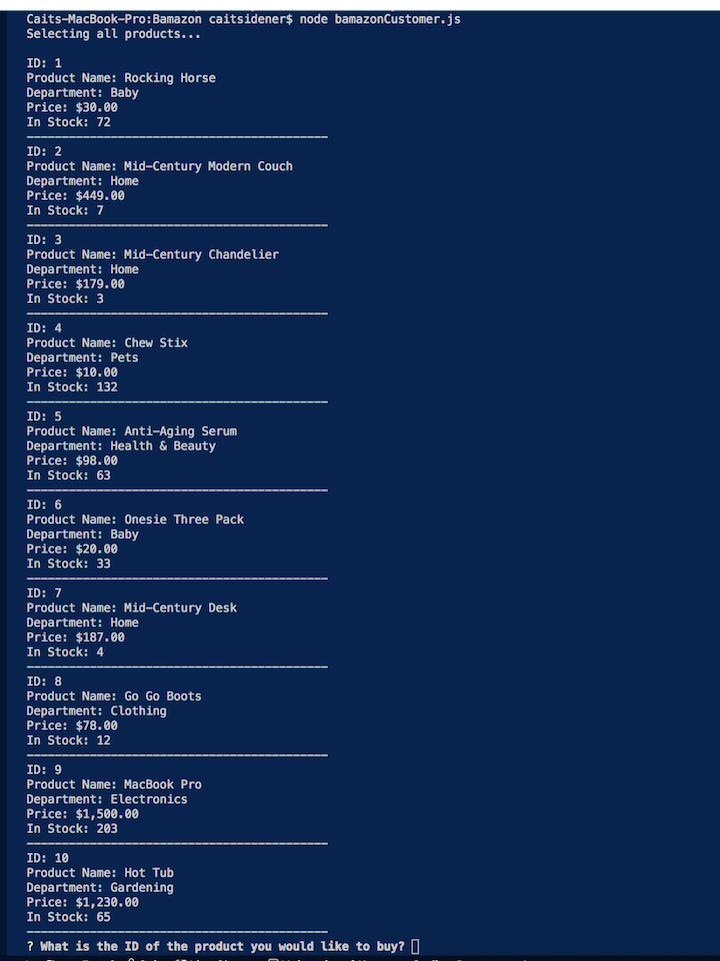 Caits-MacBook-Pro:Bamazon caitsidener$ node bamazonCustomer.js
Selecting all products...
ID: 1
Product Name: Rocking Horse
Department: Baby
Price: $30.00
In Stock: 72
-------------------------------------------
ID: 2
Product Name: Mid-Century Modern Couch
Department: Home
Price: $449.00
In Stock: 7
-------------------------------------------
ID: 3
Product Name: Mid-Century Chandelier
Department: Home
Price: $179.00
In Stock: 3
-------------------------------------------
ID: 4
Product Name: Chew Stix
Department: Pets
Price: $10.00
In Stock: 132
-------------------------------------------
ID: 5
Product Name: Anti-Aging Serum
Department: Health & Beauty
Price: $98.00
In Stock: 63
-------------------------------------------
ID: 6
Product Name: Onesie Three Pack
Department: Baby
Price: $20.00
In Stock: 33
-------------------------------------------
ID: 7
Product Name: Mid-Century Desk
Department: Home
Price: $187.00
In Stock: 4
-------------------------------------------
ID: 8
Product Name: Go Go Boots
Department: Clothing
Price: $78.00
In Stock: 12
-------------------------------------------
ID: 9
Product Name: MacBook Pro
Department: Electronics
Price: $1,500.00
In Stock: 203
-------------------------------------------
ID: 10
Product Name: Hot Tub
Department: Gardening
Price: $1,230.00
In Stock: 65
-------------------------------------------
? What is the ID of the product you would like to buy?